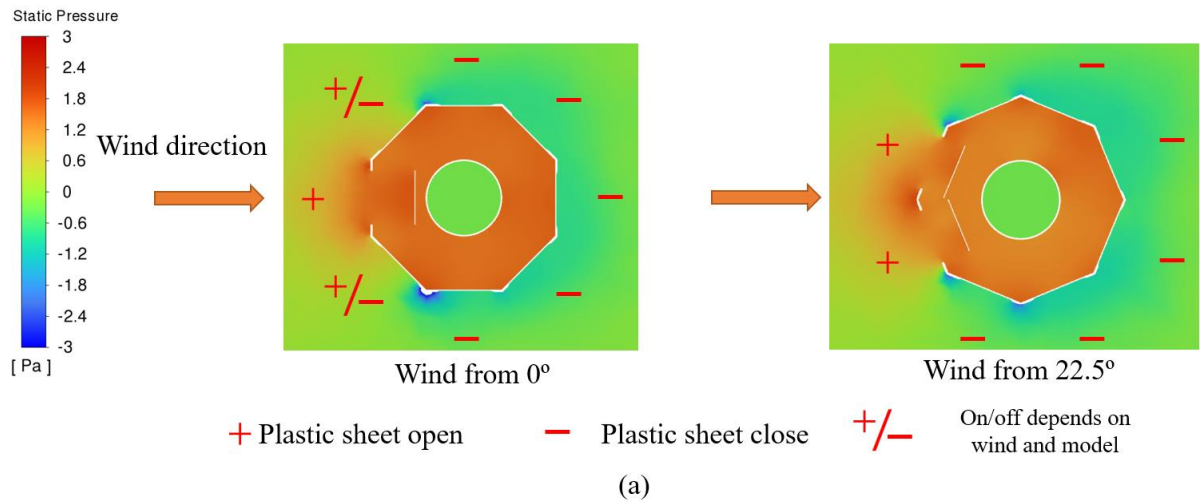 Static Pressure
3
2.4
1.8
1.2
0.6
0
-0.6
-1.2
-1.8
-2.4
-3
[ Pa ]
Wind direction
+/−
−
−
+
−
+/−
−
−
Wind from 0º
−
−
+
−
+
−
−
−
Wind from 22.5º
+ Plastic sheet open
− Plastic sheet close
+/− On/off depends on
wind and model
(a)